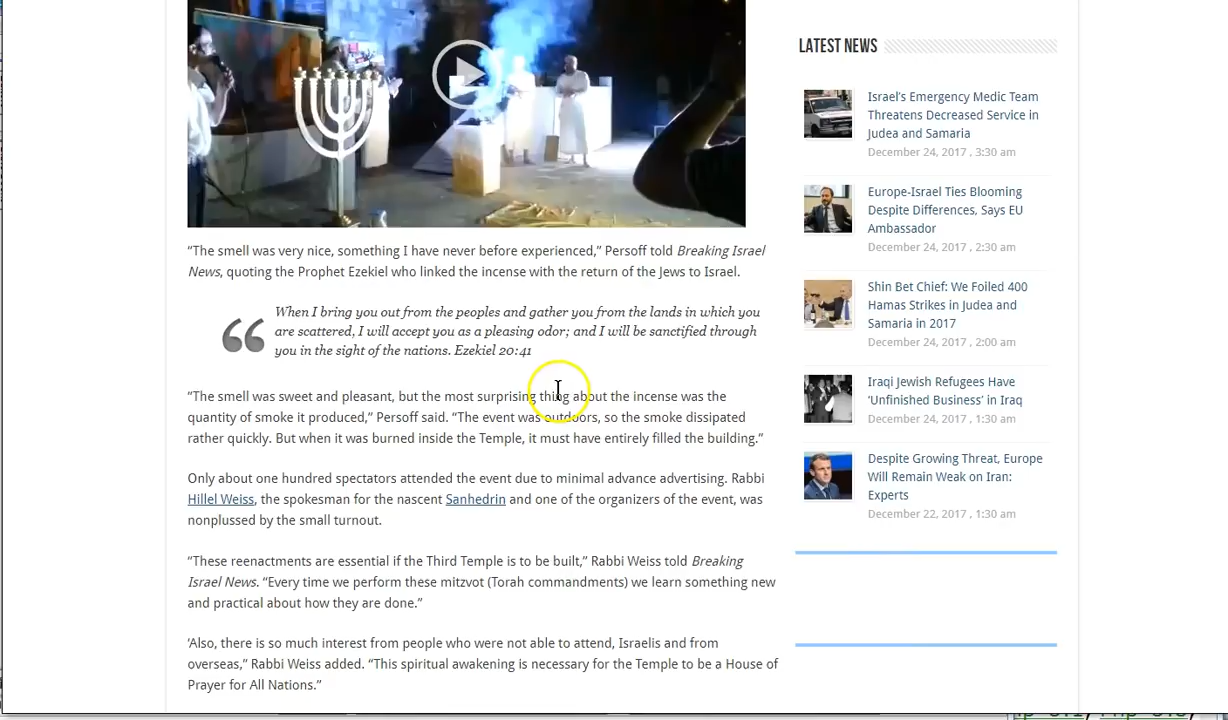 "The smell was very nice, something I have never before experienced," Persoff told Breaking Israel
News, quoting the Prophet Ezekiel who linked the incense with the return of the Jews to Israel.
When I bring you out from the peoples and gather you from the lands in which you
are scattered, I will accept you as a pleasing odor; and I will be sanctified through
you in the sight of the nations. Ezekiel 20:41
"The smell was sweet and pleasant, but the most surprising thing about the incense was the
quantity of smoke it produced," Persoff said. "The event was outdoors, so the smoke dissipated
rather quickly. But when it was burned inside the Temple, it must have entirely filled the building."
Only about one hundred spectators attended the event due to minimal advance advertising. Rabbi
Hillel Weiss, the spokesman for the nascent Sanhedrin and one of the organizers of the event, was
nonplussed by the small turnout.
"These reenactments are essential if the Third Temple is to be built," Rabbi Weiss told Breaking
Israel News. "Every time we perform these mitzvot (Torah commandments) we learn something new
and practical about how they are done."
'Also, there is so much interest from people who were not able to attend, Israelis and from
overseas," Rabbi Weiss added. "This spiritual awakening is necessary for the Temple to be a House of
Prayer for All Nations."
LATEST NEWS
Israel's Emergency Medic Team
Threatens Decreased Service in
Judea and Samaria
December 24, 2017 , 3:30 am
Europe-Israel Ties Blooming
Despite Differences, Says EU
Ambassador
December 24, 2017 , 2:30 am
Shin Bet Chief: We Foiled 400
Hamas Strikes in Judea and
Samaria in 2017
December 24, 2017 , 2:00 am
Iraqi Jewish Refugees Have
'Unfinished Business' in Iraq
December 24, 2017 , 1:30 am
Despite Growing Threat, Europe
Will Remain Weak on Iran:
Experts
December 22, 2017 , 1:30 am